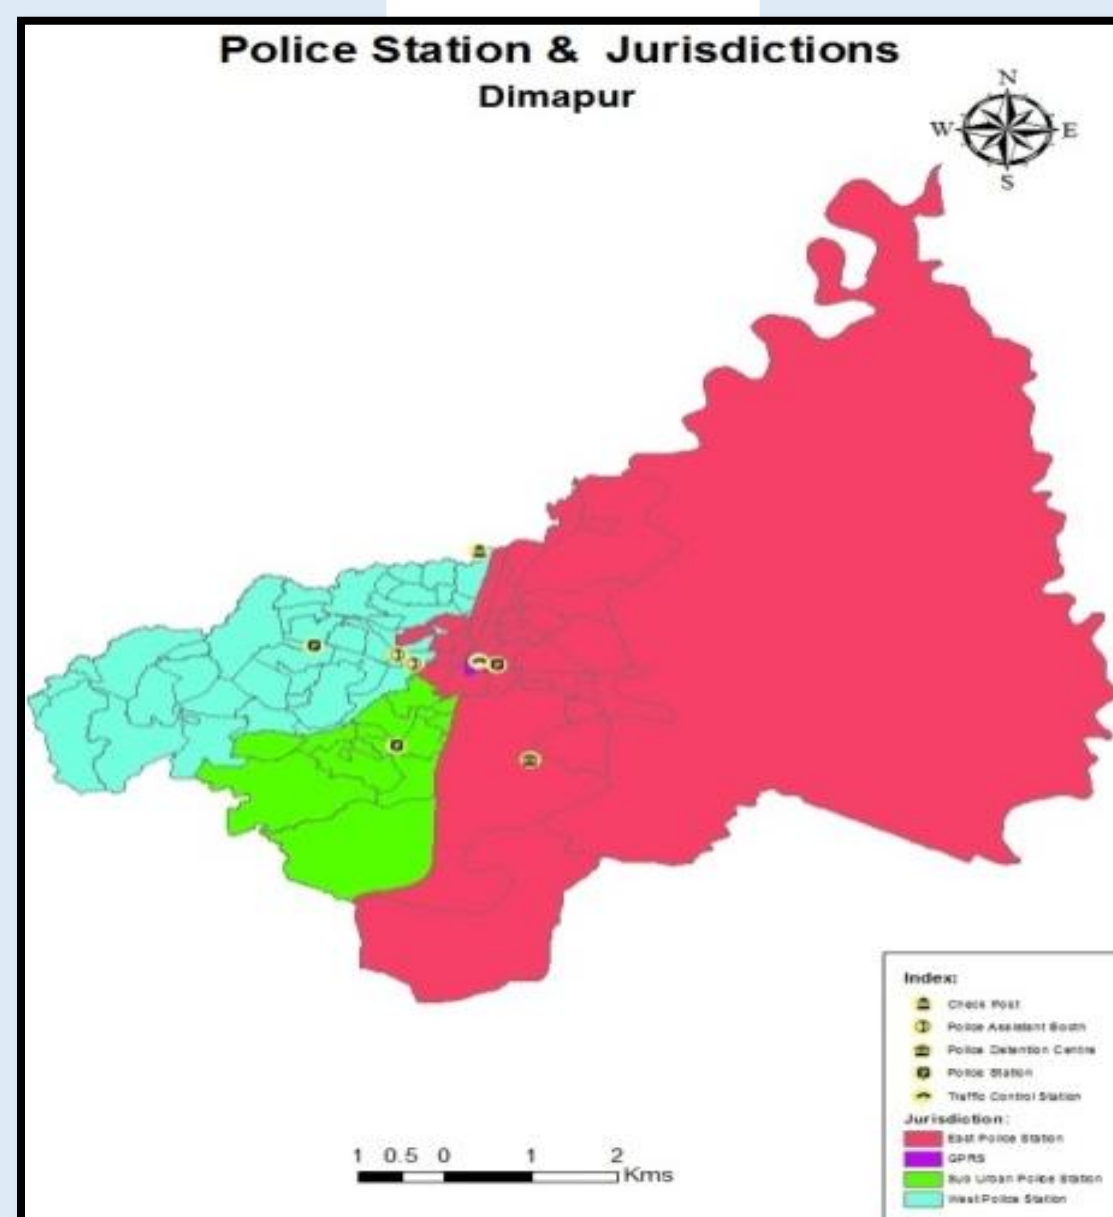 Police Station & Jurisdictions
Dimapur
N
W E
S
Index:
Check Post
Police Assistant Booth
Police Detention Centre
Police Station
Traffic Control Station
Jurisdiction:
East Police Station
GPRS
Sub Urban Police Station
West Police Station
1 0.5 0 1 2
Kms